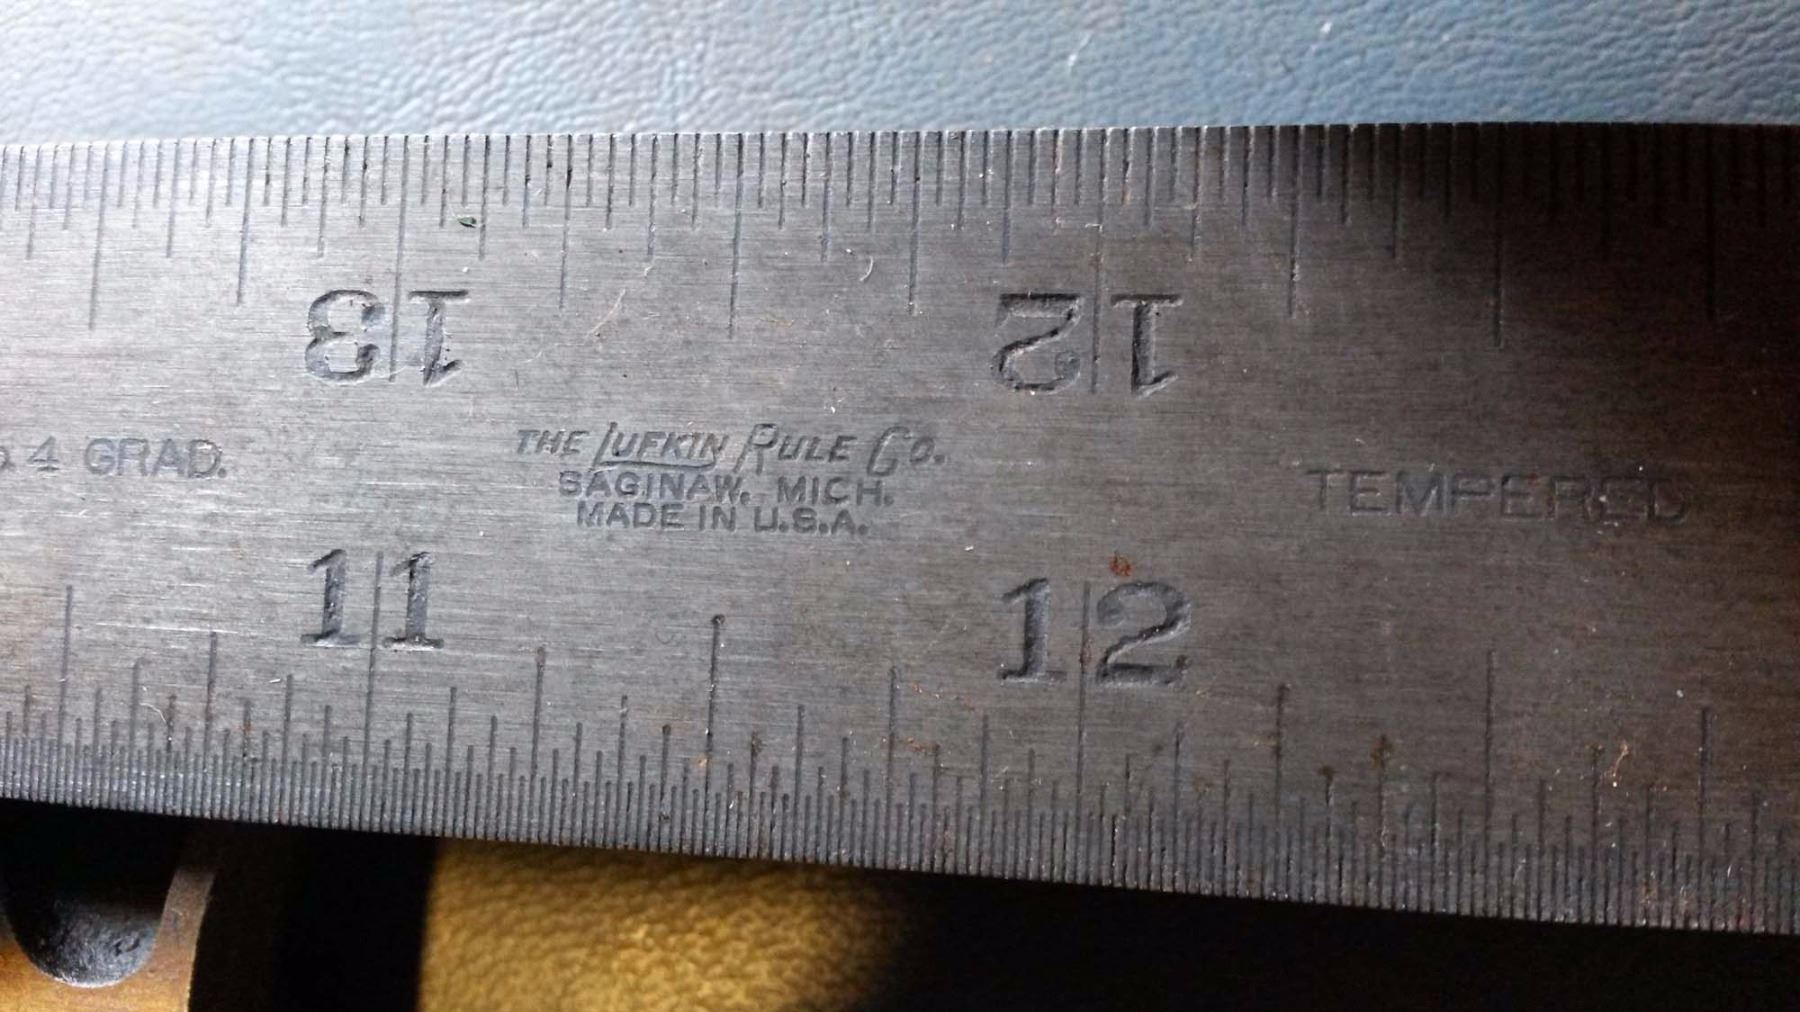 13 12
4 GRAD.
THE LUFKIN RULE CO.
SAGINAW, MICH.
MADE IN U.S.A.
TEMPERED
11 12